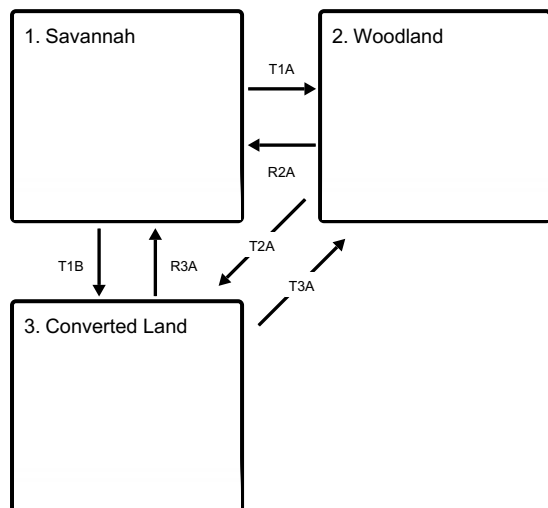 1. Savannah
2. Woodland
T1A
R2A
T1B
R3A
T2A
T3A
3. Converted Land